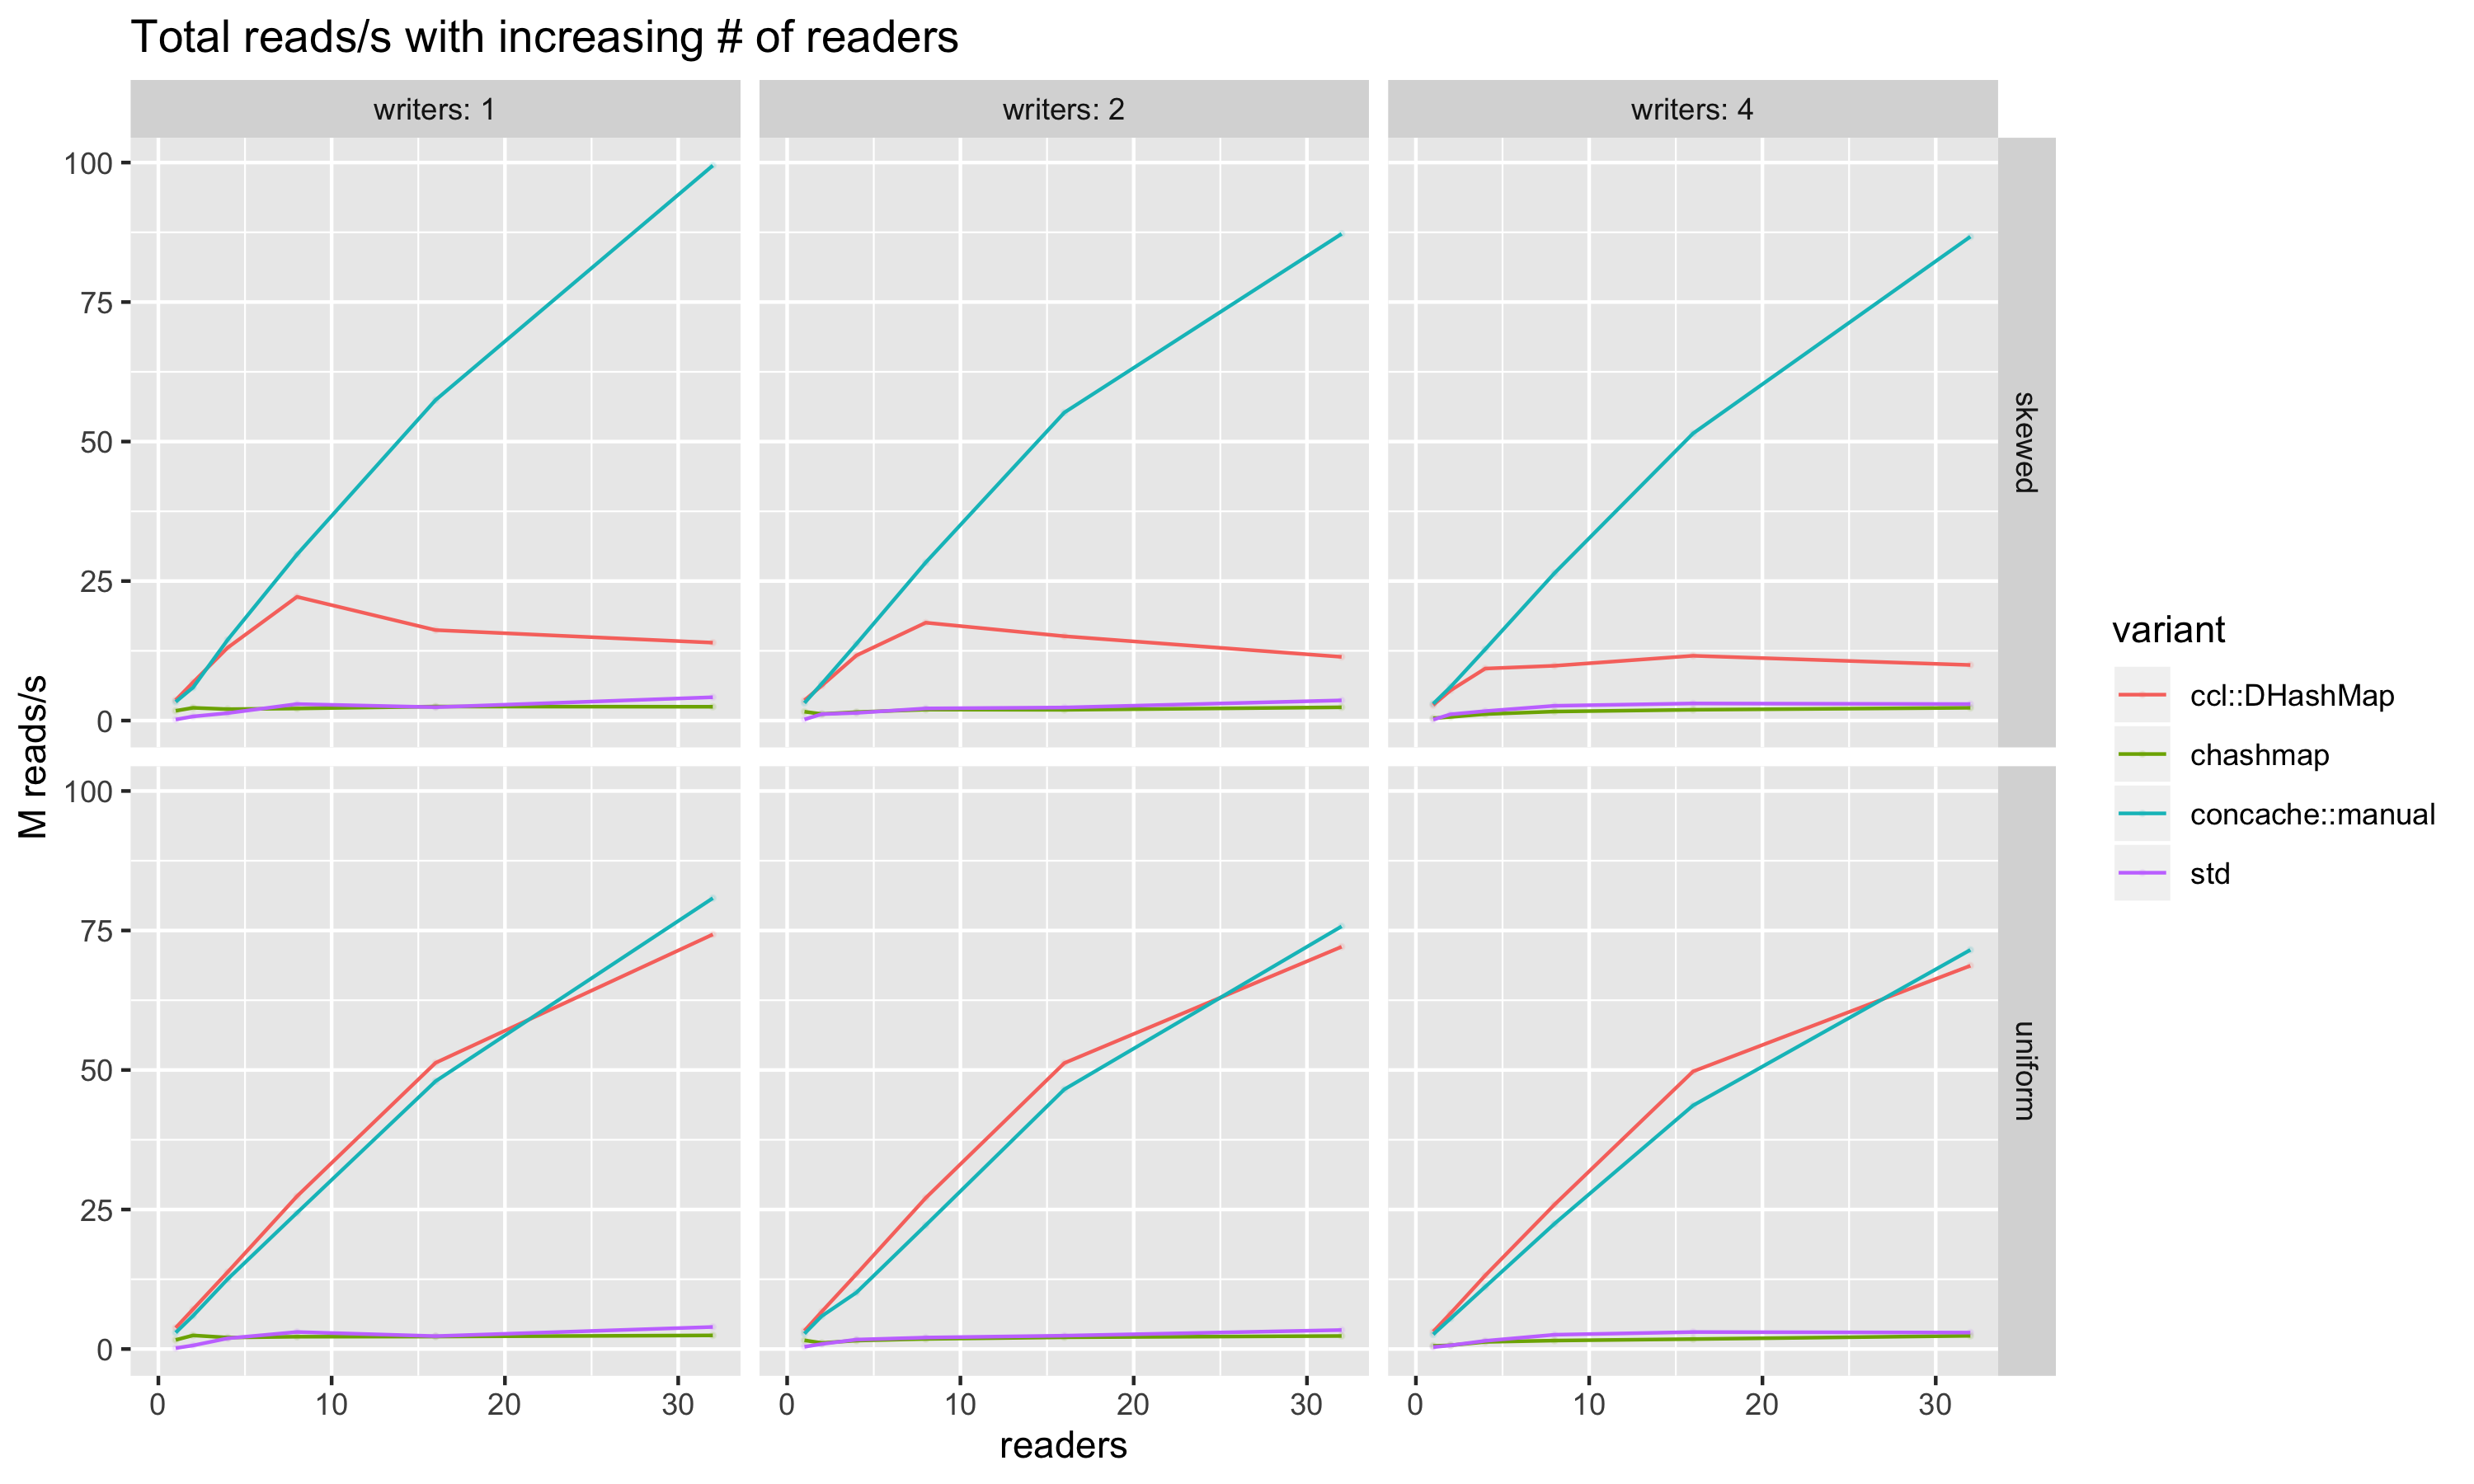 Total reads/s with increasing # of readers
writers: 1
writers: 2
writers: 4
100
75
50
25
0
skewed
M reads/s
100
75
50
25
0
uniform
0 10 20 30
0 10 20 30
0 10 20 30
readers
variant
ccl::DHashMap
chashmap
concache::manual
std